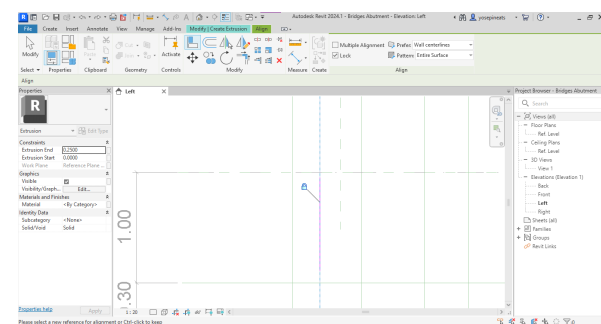 Autodesk Revit 2024.1 - Bridges Abutment - Elevation: Left
yosepineets
File Create Insert Annotate View Manage Add-Ins Modify | Create Extrusion Align
Modify
Paste
Activate
Multiple Alignment Prefer: Wall centerlines
Lock Pattern: Entire Surface
Select Properties Clipboard Geometry Controls Modify Measure Create Align
Align
Properties
Left
Project Browser - Bridges Abutment
R
Search
Extrusion Edit Type
Constraints
Extrusion End 0.2500
Extrusion Start 0.0000
Work Plane Reference Plane ...
Graphics
Visible
Visibility/Graph... Edit...
Materials and Finishes
Material <By Category>
Identity Data
Subcategory <None>
Solid/Void Solid
Views (all)
Floor Plans
Ref. Level
Ceiling Plans
Ref. Level
3D Views
View 1
Elevations (Elevation 1)
Back
Front
Left
Right
Sheets (all)
Families
Groups
Revit Links
1.00
.30
Properties help Apply
1 : 20
Please select a new reference for alignment or Ctrl-click to keep